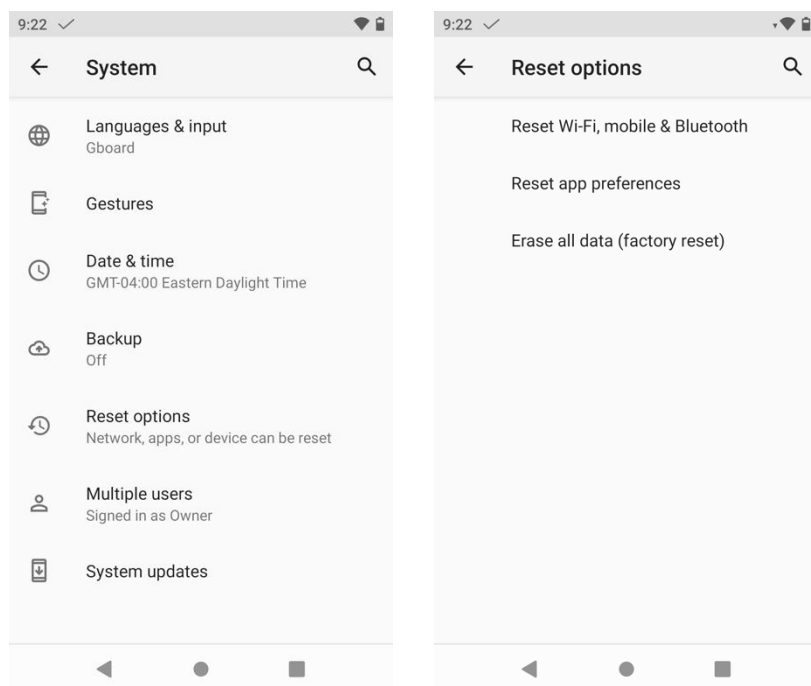 9:22
System
Languages & input
Gboard
Gestures
Date & time
GMT-04:00 Eastern Daylight Time
Backup
Off
Reset options
Network, apps, or device can be reset
Multiple users
Signed in as Owner
System updates
9:22
Reset options
Reset Wi-Fi, mobile & Bluetooth
Reset app preferences
Erase all data (factory reset)